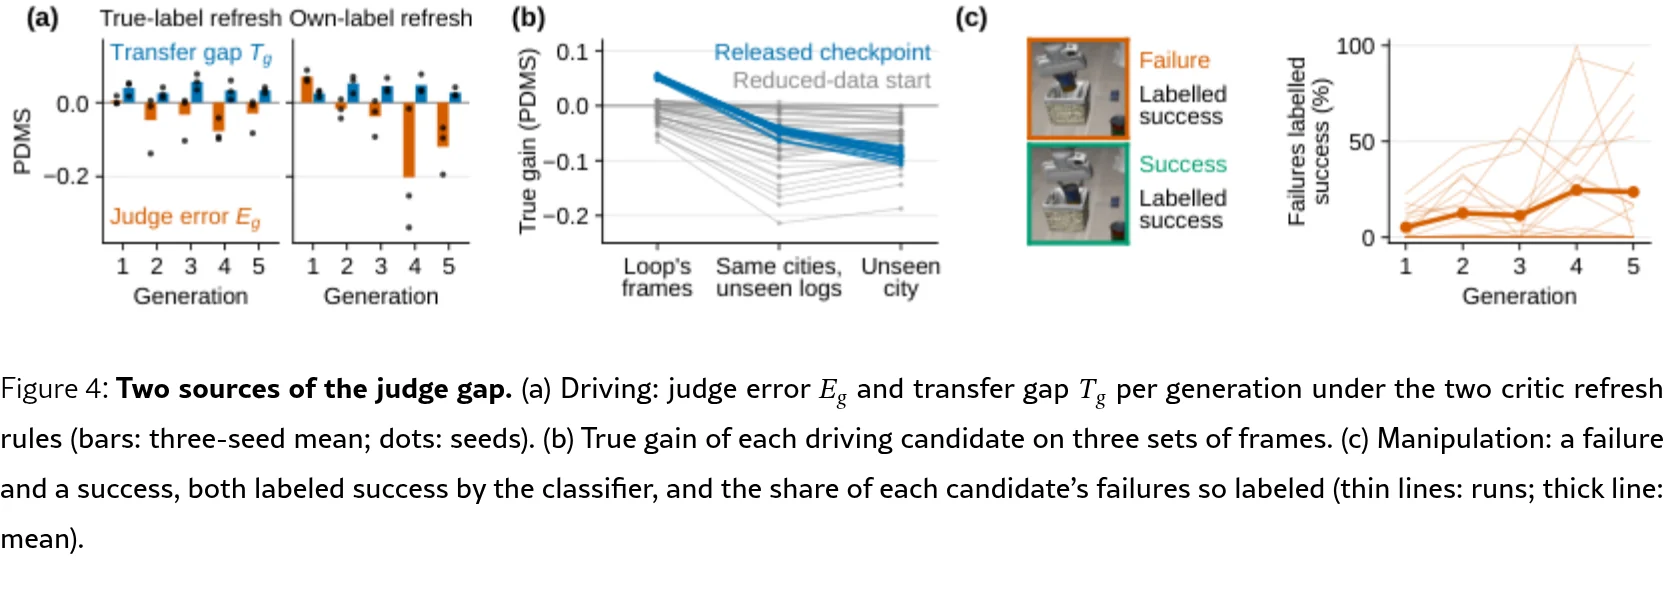 (a)
True-label refresh Own-label refresh
Transfer gap Tg
Judge error Eg
PDMS
0.0
−0.2
1 2 3 4 5
Generation
1 2 3 4 5
Generation
(b)
Released checkpoint
Reduced-data start
True gain (PDMS)
0.1
0.0
−0.1
−0.2
Loop's
frames
Same cities,
unseen logs
Unseen
city
(c)
Failure
Labelled
success
Success
Labelled
success
Failures labelled
success (%)
100
50
0
1 2 3 4 5
Generation
Figure 4: Two sources of the judge gap. (a) Driving: judge error Eg and transfer gap Tg per generation under the two critic refresh
rules (bars: three-seed mean; dots: seeds). (b) True gain of each driving candidate on three sets of frames. (c) Manipulation: a failure
and a success, both labeled success by the classifier, and the share of each candidate’s failures so labeled (thin lines: runs; thick line:
mean).